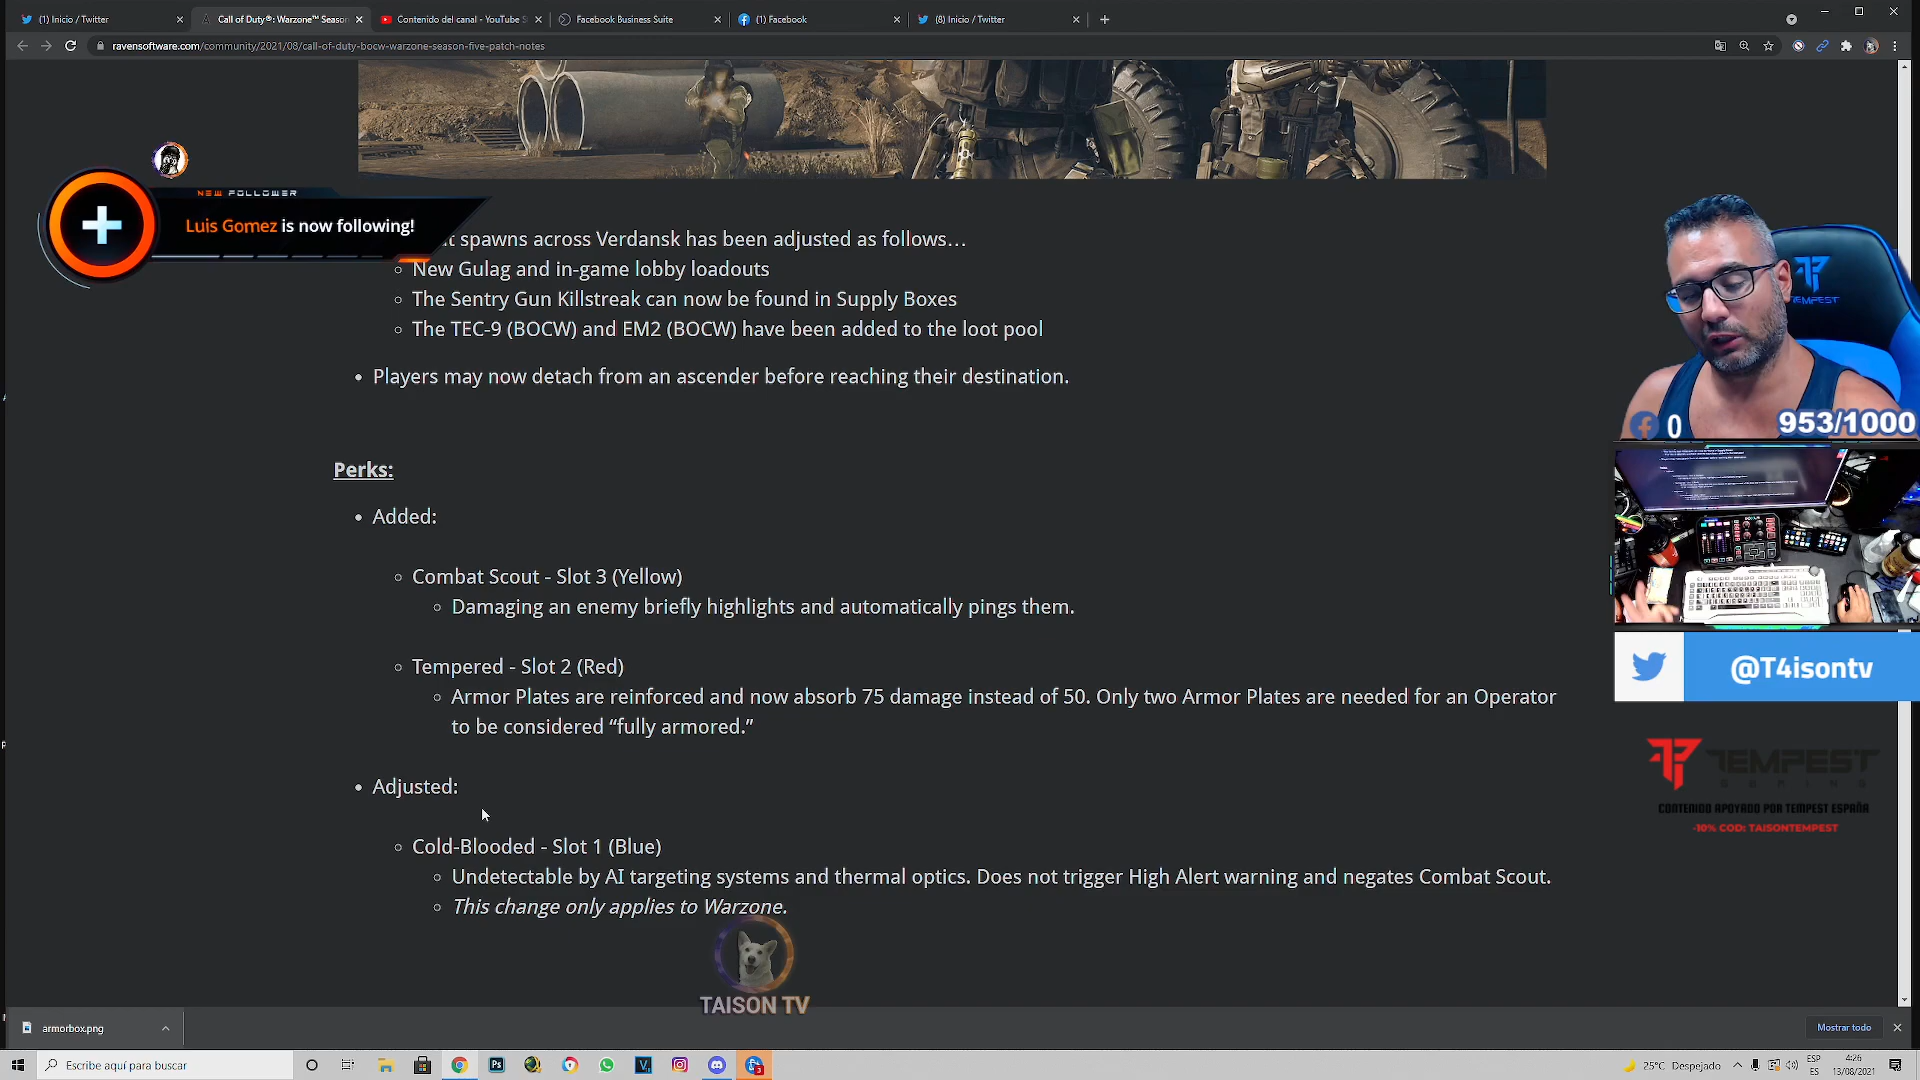 (1) Inicio / Twitter
Call of Duty®: Warzone™ Season
Contenido del canal - YouTube S
Facebook Business Suite
(1) Facebook
(8) Inicio / Twitter
ravensoftware.com/community/2021/08/call-of-duty-bocw-warzone-season-five-patch-notes
NEW FOLLOWER
Luis Gomez is now following!
spawns across Verdansk has been adjusted as follows…
New Gulag and in-game lobby loadouts
The Sentry Gun Killstreak can now be found in Supply Boxes
The TEC-9 (BOCW) and EM2 (BOCW) have been added to the loot pool
Players may now detach from an ascender before reaching their destination.
Perks:
Added:
Combat Scout - Slot 3 (Yellow)
Damaging an enemy briefly highlights and automatically pings them.
Tempered - Slot 2 (Red)
Armor Plates are reinforced and now absorb 75 damage instead of 50. Only two Armor Plates are needed for an Operator
to be considered “fully armored.”
Adjusted:
Cold-Blooded - Slot 1 (Blue)
Undetectable by AI targeting systems and thermal optics. Does not trigger High Alert warning and negates Combat Scout.
This change only applies to Warzone.
TAISON TV
TEMPEST
0
953/1000
@T4isontv
TEMPEST
GAMING
CONTENIDO APOYADO POR TEMPEST ESPAÑA
-10% COD: TAISONTEMPEST
armorbox.png
Mostrar todo
Escribe aquí para buscar
25°C Despejado
ESP
ES
4:26
13/08/2021